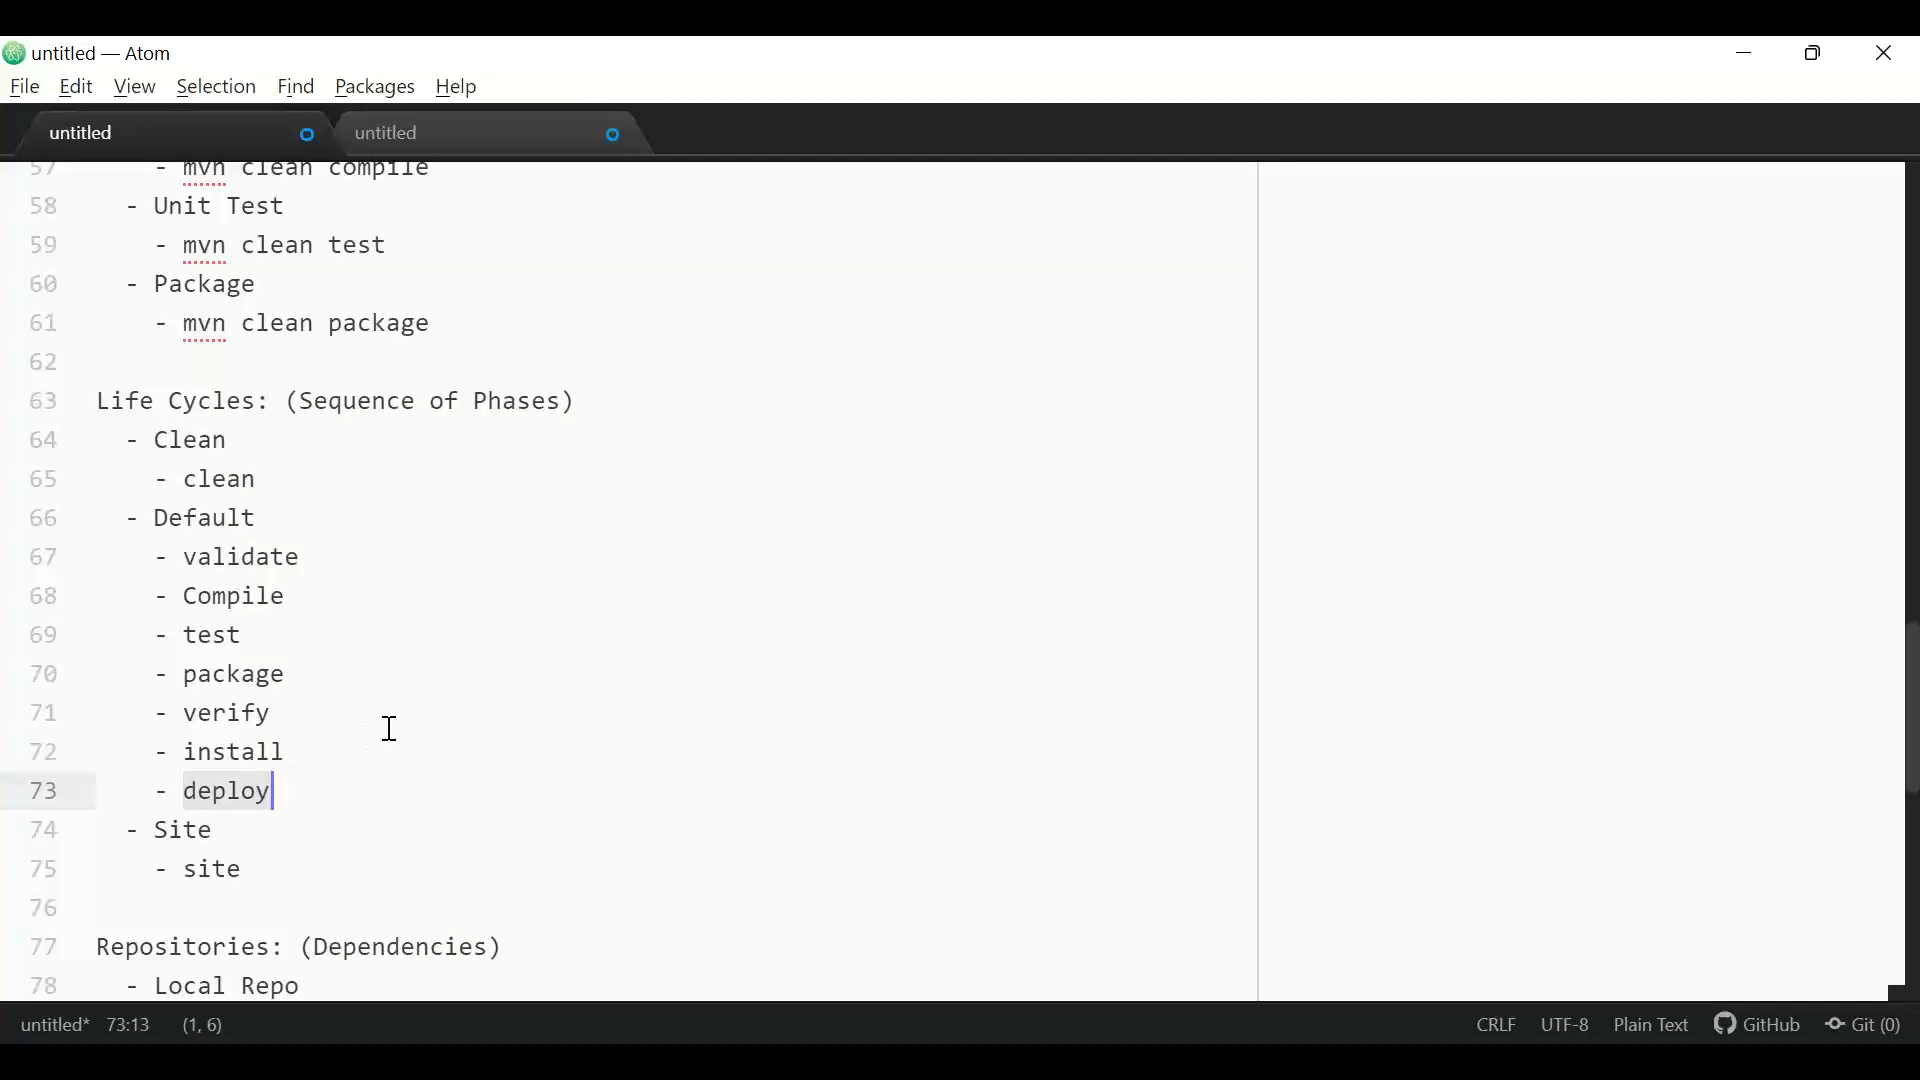 untitled — Atom
File Edit View Selection Find Packages Help
untitled untitled
57 - mvn clean compile
58 - Unit Test
59 - mvn clean test
60 - Package
61 - mvn clean package
62
63 Life Cycles: (Sequence of Phases)
64 - Clean
65 - clean
66 - Default
67 - validate
68 - Compile
69 - test
70 - package
71 - verify
72 - install
73 - deploy
74 - Site
75 - site
76
77 Repositories: (Dependencies)
78 - Local Repo
untitled* 73:13 (1, 6) CRLF UTF-8 Plain Text GitHub Git (0)